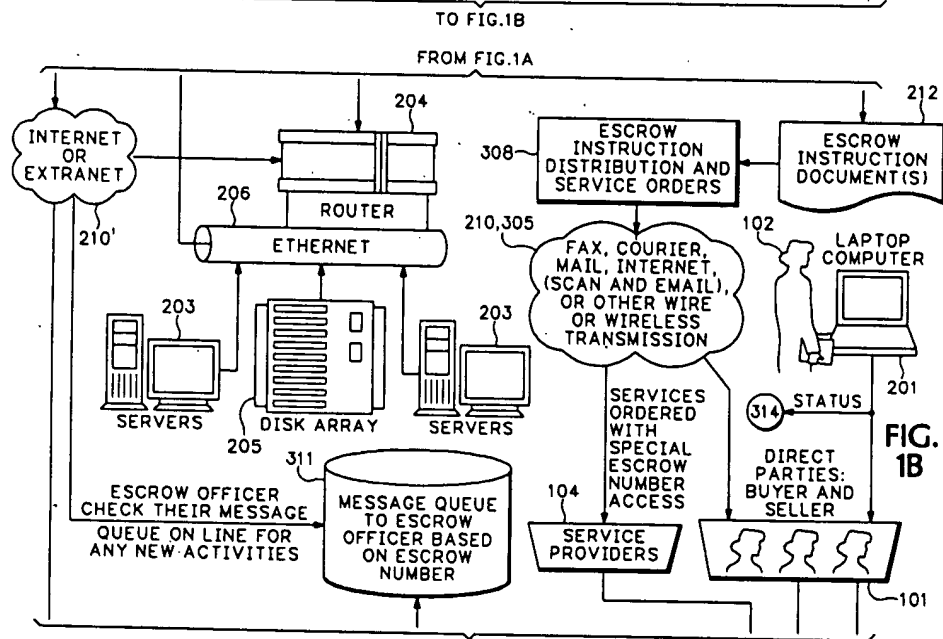 TO FIG.1B
FROM FIG.1A
INTERNET
OR
EXTRANET
210'
204
ROUTER
206
ETHERNET
203
SERVERS
205
DISK ARRAY
203
SERVERS
308
ESCROW
INSTRUCTION
DISTRIBUTION AND
SERVICE ORDERS
212
ESCROW
INSTRUCTION
DOCUMENT(S)
210,305
FAX, COURIER,
MAIL, INTERNET,
(SCAN AND EMAIL),
OR OTHER WIRE
OR WIRELESS
TRANSMISSION
102
LAPTOP
COMPUTER
201
314
STATUS
FIG.
1B
SERVICES
ORDERED
WITH
SPECIAL
ESCROW
NUMBER
ACCESS
DIRECT
PARTIES:
BUYER AND
SELLER
311
ESCROW OFFICER
CHECK THEIR MESSAGE
QUEUE ON LINE FOR
ANY NEW ACTIVITIES
MESSAGE QUEUE
TO ESCROW
OFFICER BASED
ON ESCROW
NUMBER
104
SERVICE
PROVIDERS
101